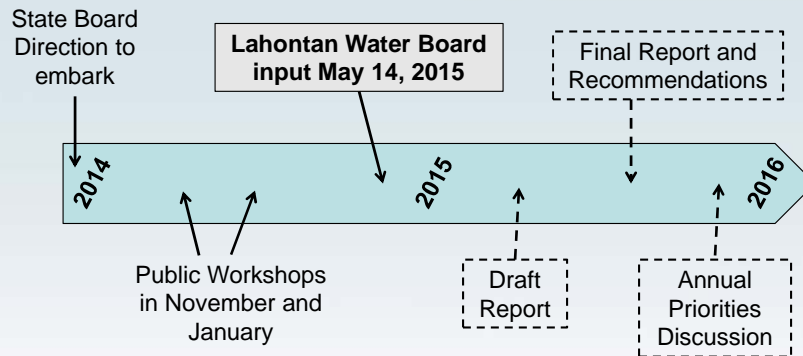 State Board
Direction to
embark
Lahontan Water Board
input May 14, 2015
Final Report and
Recommendations
2014
2015
2016
Public Workshops
in November and
January
Draft
Report
Annual
Priorities
Discussion